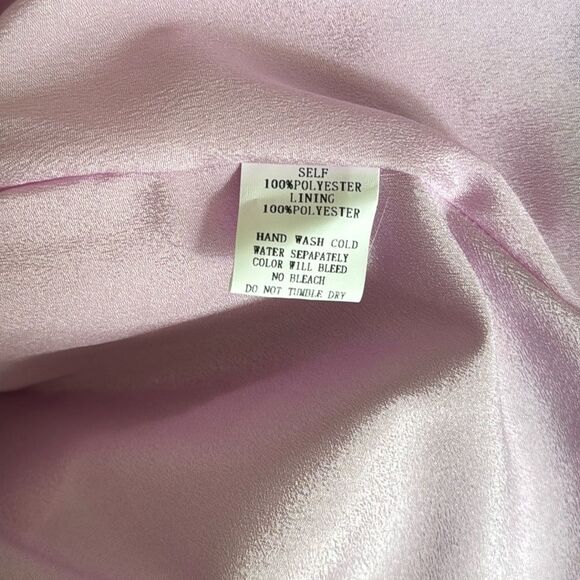 SELF
100%POLYESTER
LINING
100%POLYESTER
HAND WASH COLD
WATER SEPAPATELY
COLOR WILL BLEED
NO BLEACH
DO NOT TUMBLE DRY